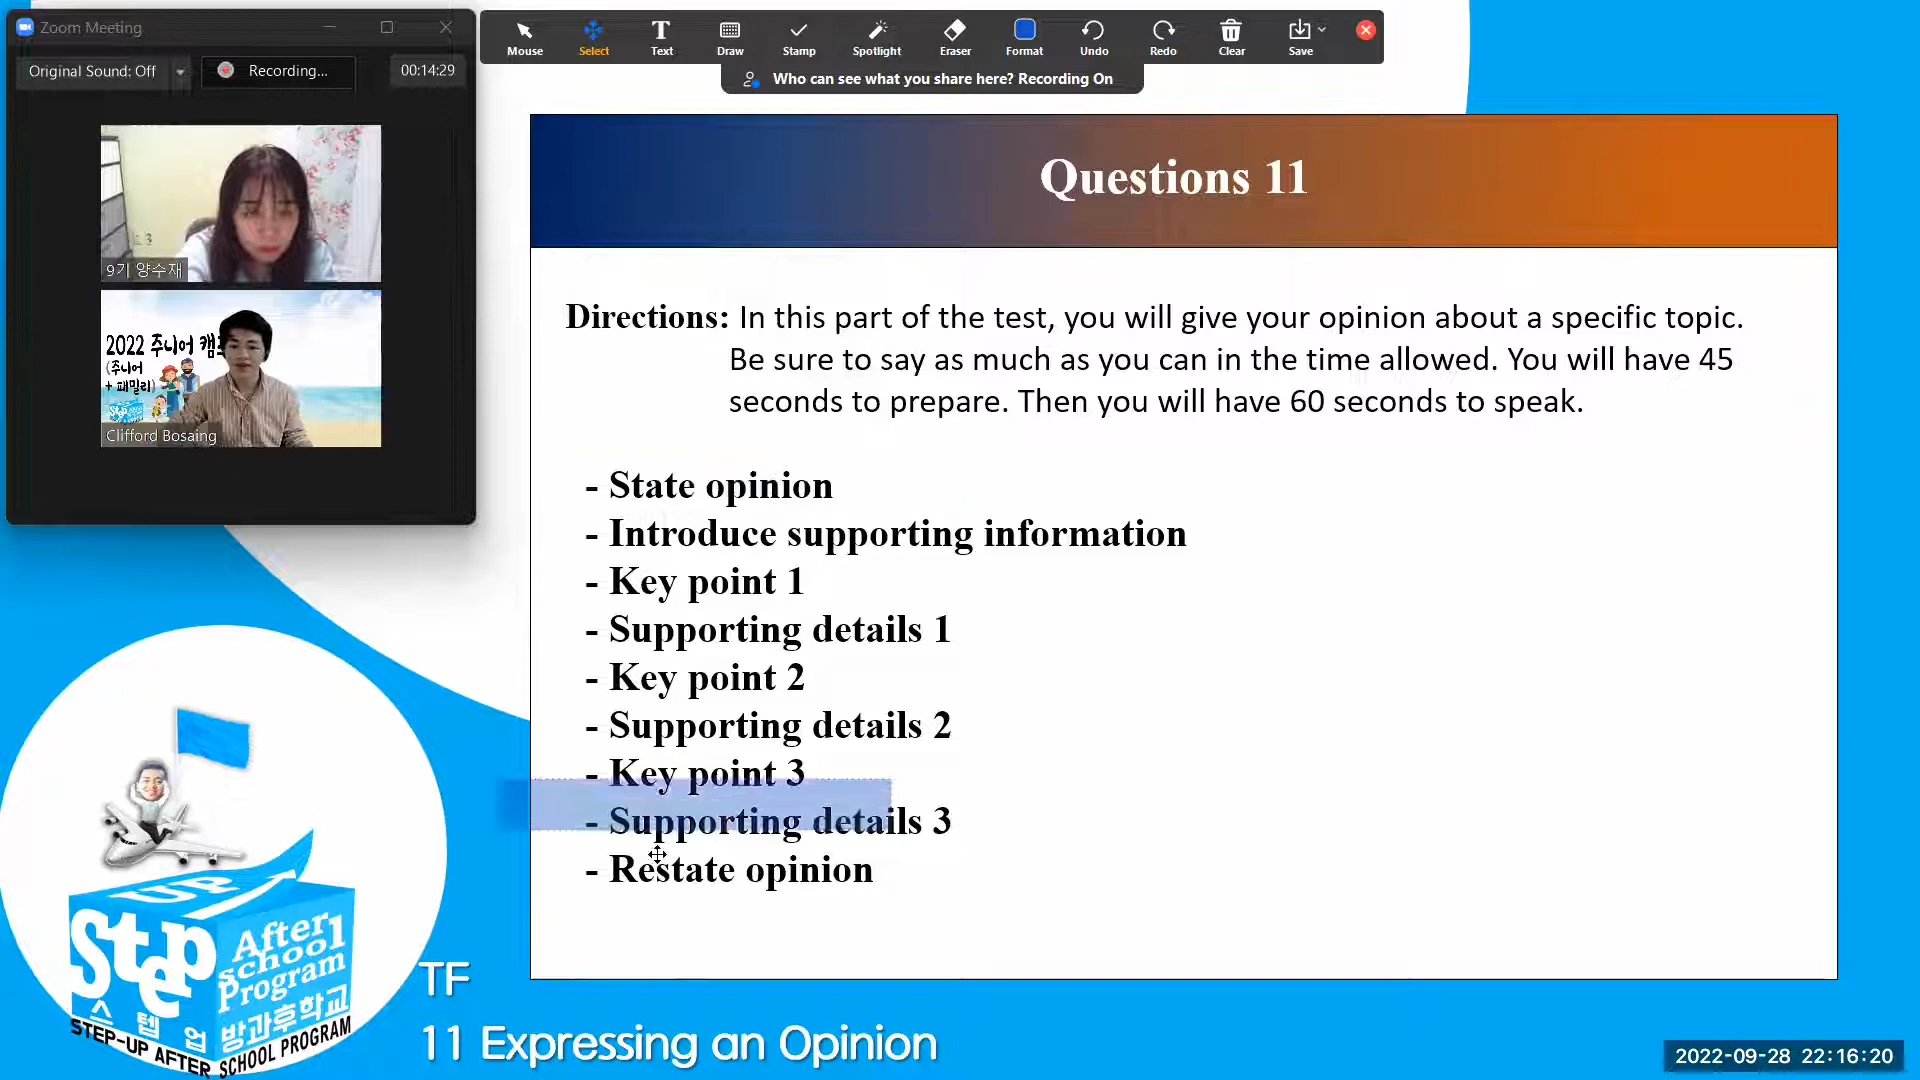 Zoom Meeting
Original Sound: Off
Recording...
00:14:29
9기 양수재
2022 주니어 캠프
(주니어
+ 패밀리)
Step
Clifford Bosaing
Mouse
Select
Text
Draw
Stamp
Spotlight
Eraser
Format
Undo
Redo
Clear
Save
Who can see what you share here? Recording On
Questions 11
Directions: In this part of the test, you will give your opinion about a specific topic.
Be sure to say as much as you can in the time allowed. You will have 45
seconds to prepare. Then you will have 60 seconds to speak.
- State opinion
- Introduce supporting information
- Key point 1
- Supporting details 1
- Key point 2
- Supporting details 2
- Key point 3
- Supporting details 3
- Restate opinion
UP
Step
스텝업
After
school
Program
방과후학교
STEP-UP AFTER SCHOOL PROGRAM
TF
11 Expressing an Opinion
2022-09-28 22:16:20